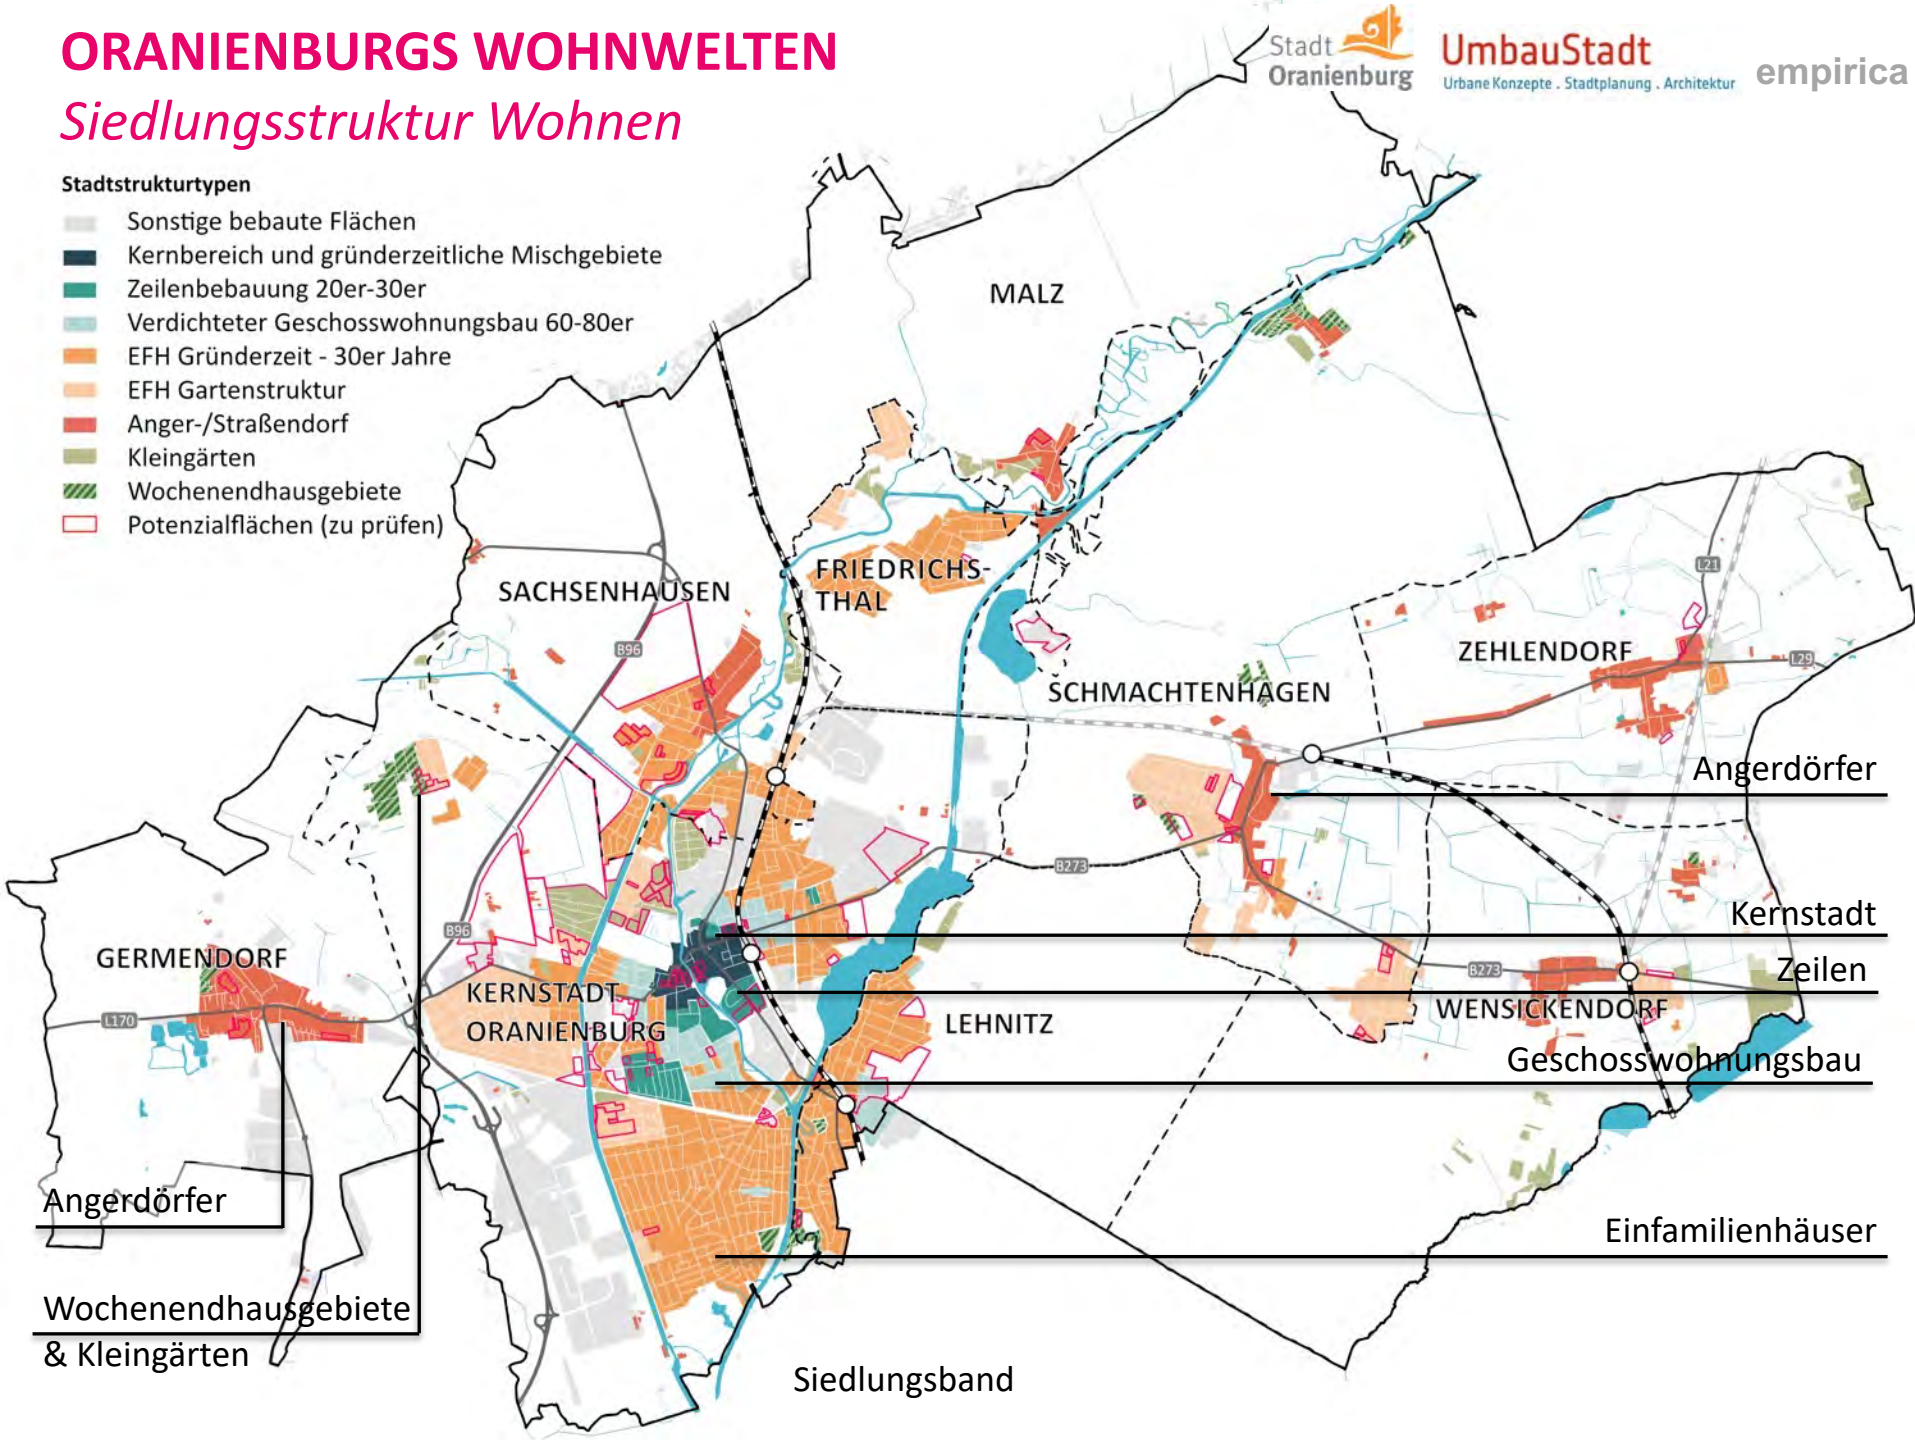 ORANIENBURGS WOHNWELTEN
Siedlungsstruktur Wohnen
Stadt
Oranienburg
UmbauStadt
Urbane Konzepte . Stadtplanung . Architektur
empirica
Stadtstrukturtypen
Sonstige bebaute Flächen
Kernbereich und gründerzeitliche Mischgebiete
Zeilenbebauung 20er-30er
Verdichteter Geschosswohnungsbau 60-80er
EFH Gründerzeit - 30er Jahre
EFH Gartenstruktur
Anger-/Straßendorf
Kleingärten
Wochenendhausgebiete
Potenzialflächen (zu prüfen)
MALZ
SACHSENHAUSEN
FRIEDRICHS-
THAL
B96
L21
ZEHLENDORF
L29
SCHMACHTENHAGEN
Angerdörfer
B273
Kernstadt
B96
GERMENDORF
Zeilen
B273
KERNSTADT
ORANIENBURG
WENSICKENDORF
L170
LEHNITZ
Geschosswohnungsbau
Angerdörfer
Einfamilienhäuser
Wochenendhausgebiete
& Kleingärten
Siedlungsband